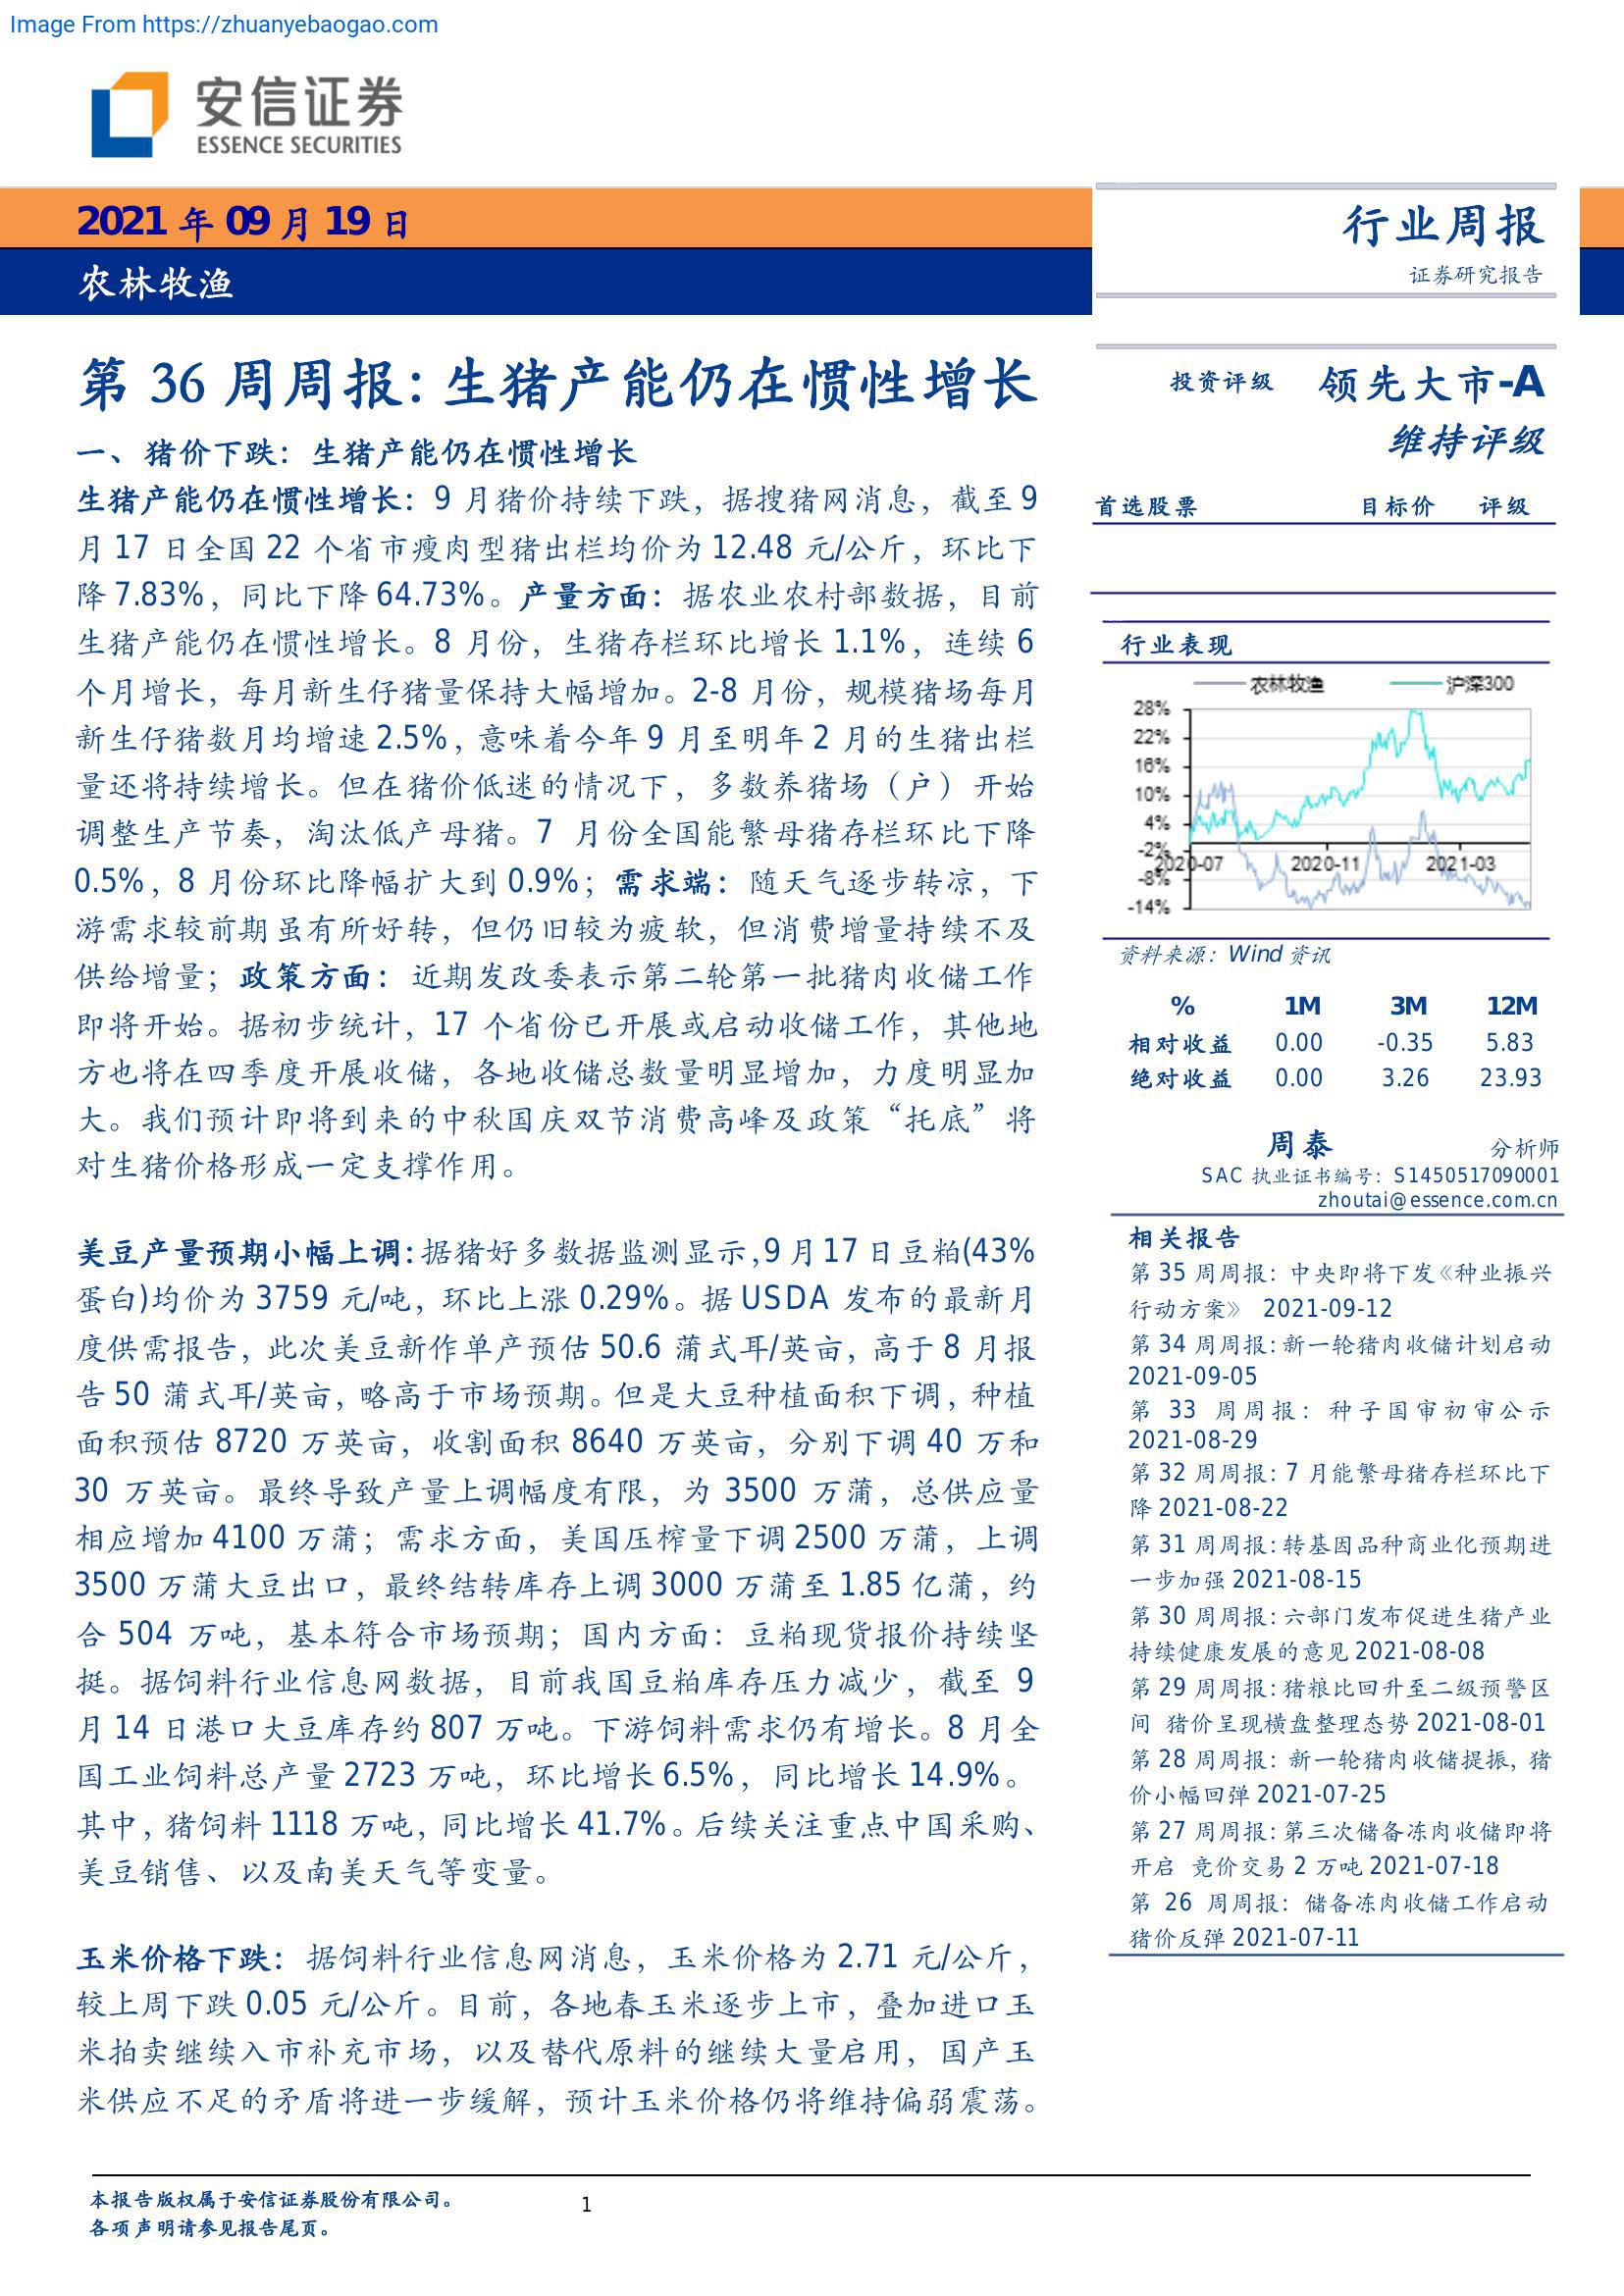 Image From https://zhuanyebaogao.com
安信证券
ESSENCE SECURITIES
2021 年 09 月 19 日
农林牧渔
行业周报
证券研究报告
第 36 周周报：生猪产能仍在惯性增长
一、猪价下跌：生猪产能仍在惯性增长
生猪产能仍在惯性增长：9 月猪价持续下跌，据搜猪网消息，截至 9
月 17 日全国 22 个省市瘦肉型猪出栏均价为 12.48 元/公斤，环比下
降 7.83%，同比下降 64.73%。产量方面：据农业农村部数据，目前
生猪产能仍在惯性增长。8 月份，生猪存栏环比增长 1.1%，连续 6
个月增长，每月新生仔猪量保持大幅增加。2-8 月份，规模猪场每月
新生仔猪数月均增速 2.5%，意味着今年 9 月至明年 2 月的生猪出栏
量还将持续增长。但在猪价低迷的情况下，多数养猪场（户）开始
调整生产节奏，淘汰低产母猪。7 月份全国能繁母猪存栏环比下降
0.5%，8 月份环比降幅扩大到 0.9%；需求端：随天气逐步转凉，下
游需求较前期虽有所好转，但仍旧较为疲软，但消费增量持续不及
供给增量；政策方面：近期发改委表示第二轮第一批猪肉收储工作
即将开始。据初步统计，17 个省份已开展或启动收储工作，其他地
方也将在四季度开展收储，各地收储总数量明显增加，力度明显加
大。我们预计即将到来的中秋国庆双节消费高峰及政策“托底”将
对生猪价格形成一定支撑作用。
美豆产量预期小幅上调：据猪好多数据监测显示，9 月 17 日豆粕(43%
蛋白)均价为 3759 元/吨，环比上涨 0.29%。据 USDA 发布的最新月
度供需报告，此次美豆新作单产预估 50.6 蒲式耳/英亩，高于 8 月报
告 50 蒲式耳/英亩，略高于市场预期。但是大豆种植面积下调，种植
面积预估 8720 万英亩，收割面积 8640 万英亩，分别下调 40 万和
30 万英亩。最终导致产量上调幅度有限，为 3500 万蒲，总供应量
相应增加 4100 万蒲；需求方面，美国压榨量下调 2500 万蒲，上调
3500 万蒲大豆出口，最终结转库存上调 3000 万蒲至 1.85 亿蒲，约
合 504 万吨，基本符合市场预期；国内方面：豆粕现货报价持续坚
挺。据饲料行业信息网数据，目前我国豆粕库存压力减少，截至 9
月 14 日港口大豆库存约 807 万吨。下游饲料需求仍有增长。8 月全
国工业饲料总产量 2723 万吨，环比增长 6.5%，同比增长 14.9%。
其中，猪饲料 1118 万吨，同比增长 41.7%。后续关注重点中国采购、
美豆销售、以及南美天气等变量。
玉米价格下跌：据饲料行业信息网消息，玉米价格为 2.71 元/公斤，
较上周下跌 0.05 元/公斤。目前，各地春玉米逐步上市，叠加进口玉
米拍卖继续入市补充市场，以及替代原料的继续大量启用，国产玉
米供应不足的矛盾将进一步缓解，预计玉米价格仍将维持偏弱震荡。
投资评级 领先大市-A
维持评级
首选股票 目标价 评级
行业表现
农林牧渔 沪深300
28%
22%
16%
10%
4%
-2%
2020-07 2020-11 2021-03
-8%
-14%
资料来源：Wind 资讯
% 1M 3M 12M
相对收益 0.00 -0.35 5.83
绝对收益 0.00 3.26 23.93
周泰 分析师
SAC 执业证书编号：S1450517090001
zhoutai@essence.com.cn
相关报告
第 35 周周报：中央即将下发《种业振兴
行动方案》 2021-09-12
第 34 周周报：新一轮猪肉收储计划启动
2021-09-05
第 33 周周报：种子国审初审公示
2021-08-29
第 32 周周报：7 月能繁母猪存栏环比下
降 2021-08-22
第 31 周周报：转基因品种商业化预期进
一步加强 2021-08-15
第 30 周周报：六部门发布促进生猪产业
持续健康发展的意见 2021-08-08
第 29 周周报：猪粮比回升至二级预警区
间 猪价呈现横盘整理态势 2021-08-01
第 28 周周报：新一轮猪肉收储提振，猪
价小幅回弹 2021-07-25
第 27 周周报：第三次储备冻肉收储即将
开启 竞价交易 2 万吨 2021-07-18
第 26 周周报：储备冻肉收储工作启动
猪价反弹 2021-07-11
本报告版权属于安信证券股份有限公司。
各项声明请参见报告尾页。
1